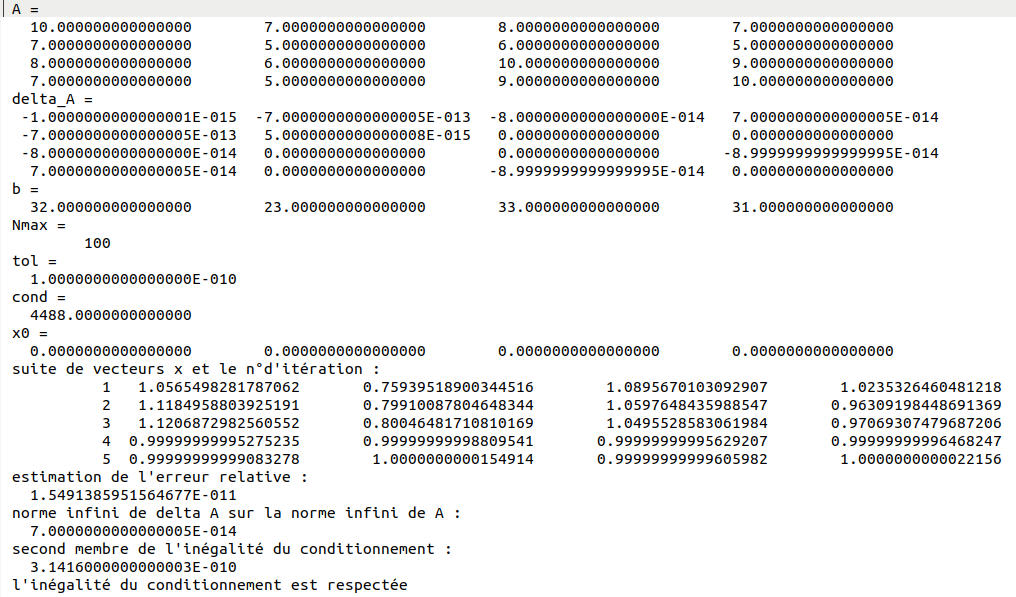 A =
10.000000000000000 7.0000000000000000 8.0000000000000000 7.0000000000000000
7.0000000000000000 5.0000000000000000 6.0000000000000000 5.0000000000000000
8.0000000000000000 6.0000000000000000 10.000000000000000 9.0000000000000000
7.0000000000000000 5.0000000000000000 9.0000000000000000 10.000000000000000
delta_A =
-1.0000000000000001E-015 -7.0000000000000005E-013 -8.0000000000000000E-014 7.0000000000000005E-014
-7.0000000000000005E-013 5.0000000000000008E-015 0.0000000000000000 0.0000000000000000
-8.0000000000000000E-014 0.0000000000000000 0.0000000000000000 -8.9999999999999995E-014
7.0000000000000005E-014 0.0000000000000000 -8.9999999999999995E-014 0.0000000000000000
b =
32.000000000000000 23.000000000000000 33.000000000000000 31.000000000000000
Nmax =
100
tol =
1.0000000000000000E-010
cond =
4488.0000000000000
x0 =
0.0000000000000000 0.0000000000000000 0.0000000000000000 0.0000000000000000
suite de vecteurs x et le n°d'itération :
1 1.0565498281787062 0.75939518900344516 1.0895670103092907 1.0235326460481218
2 1.1184958803925191 0.79910087804648344 1.0597648435988547 0.96309198448691369
3 1.1206872982560552 0.80046481710810169 1.0495528583061984 0.97069307479687206
4 0.99999999995275235 0.99999999998809541 0.99999999995629207 0.99999999996468247
5 0.99999999999083278 1.0000000000154914 0.99999999999605982 1.0000000000022156
estimation de l'erreur relative :
1.5491385951564677E-011
norme infini de delta A sur la norme infini de A :
7.0000000000000005E-014
second membre de l'inégalité du conditionnement :
3.1416000000000003E-010
l'inégalité du conditionnement est respectée